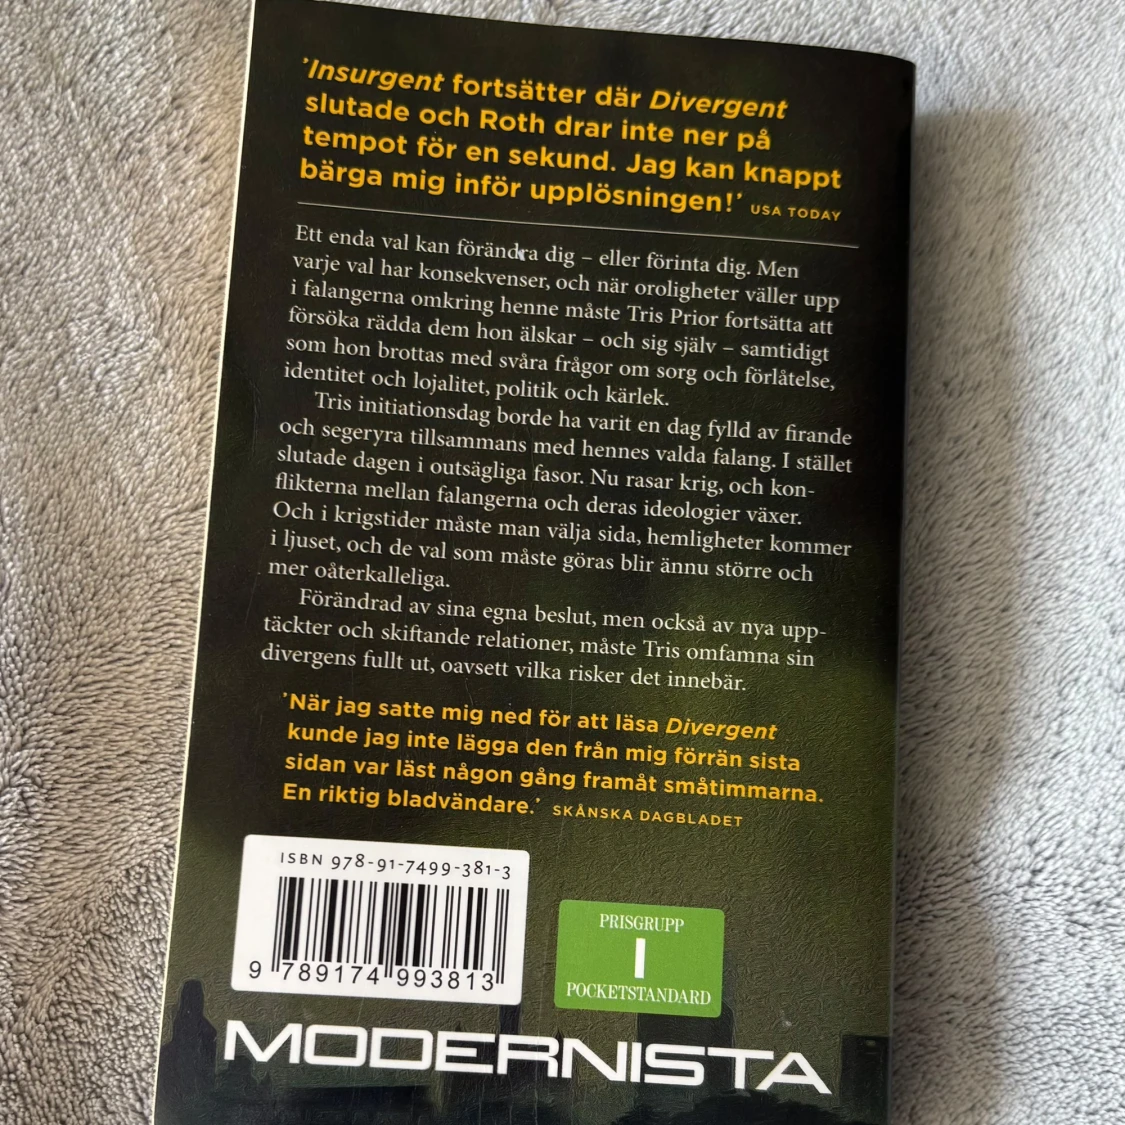 'Insurgent fortsätter där Divergent
slutade och Roth drar inte ner på
tempot för en sekund. Jag kan knappt
bärga mig inför upplösningen!' USA TODAY
Ett enda val kan förändra dig – eller förinta dig. Men
varje val har konsekvenser, och när oroligheter väller upp
i falangerna omkring henne måste Tris Prior fortsätta att
försöka rädda dem hon älskar – och sig själv – samtidigt
som hon brottas med svåra frågor om sorg och förlåtelse,
identitet och lojalitet, politik och kärlek.
Tris initiationsdag borde ha varit en dag fylld av firande
och segeryra tillsammans med hennes valda falang. I stället
slutade dagen i outsägliga fasor. Nu rasar krig, och kon-
flikterna mellan falangerna och deras ideologier växer.
Och i krigstider måste man välja sida, hemligheter kommer
i ljuset, och de val som måste göras blir ännu större och
mer oåterkalleliga.
Förändrad av sina egna beslut, men också av nya upp-
täckter och skiftande relationer, måste Tris omfamna sin
divergens fullt ut, oavsett vilka risker det innebär.
'När jag satte mig ned för att läsa Divergent
kunde jag inte lägga den från mig förrän sista
sidan var läst någon gång framåt småtimmarna.
En riktig bladvändare.' SKÅNSKA DAGBLADET
ISBN 978-91-7499-381-3
9 789174 993813
PRISGRUPP
I
POCKETSTANDARD
MODERNISTA